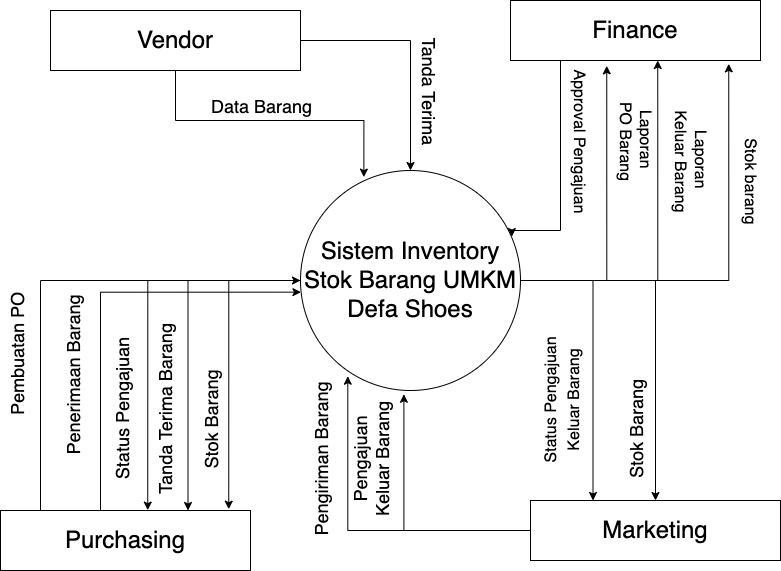 Vendor
Finance
Data Barang
Tanda Terima
Approval Pengajuan
Laporan
PO Barang
Laporan
Keluar Barang
Stok barang
Sistem Inventory
Stok Barang UMKM
Defa Shoes
Pembuatan PO
Penerimaan Barang
Status Pengajuan
Tanda Terima Barang
Stok Barang
Pengiriman Barang
Pengajuan
Keluar Barang
Status Pengajuan
Keluar Barang
Stok Barang
Purchasing
Marketing